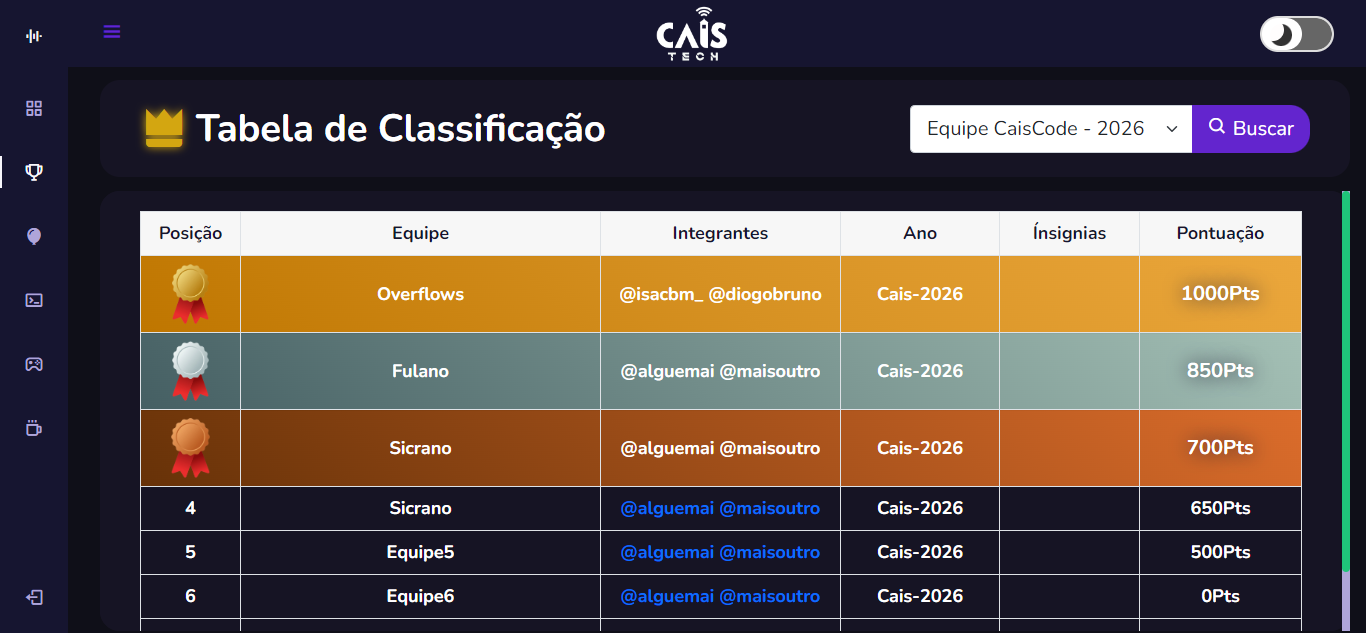 CAIS
TECH
Tabela de Classificação
Equipe CaisCode - 2026
Buscar
Posição Equipe Integrantes Ano Ínsignias Pontuação
Overflows @isacbm_ @diogobruno Cais-2026 1000Pts
Fulano @alguemai @maisoutro Cais-2026 850Pts
Sicrano @alguemai @maisoutro Cais-2026 700Pts
4 Sicrano @alguemai @maisoutro Cais-2026 650Pts
5 Equipe5 @alguemai @maisoutro Cais-2026 500Pts
6 Equipe6 @alguemai @maisoutro Cais-2026 0Pts